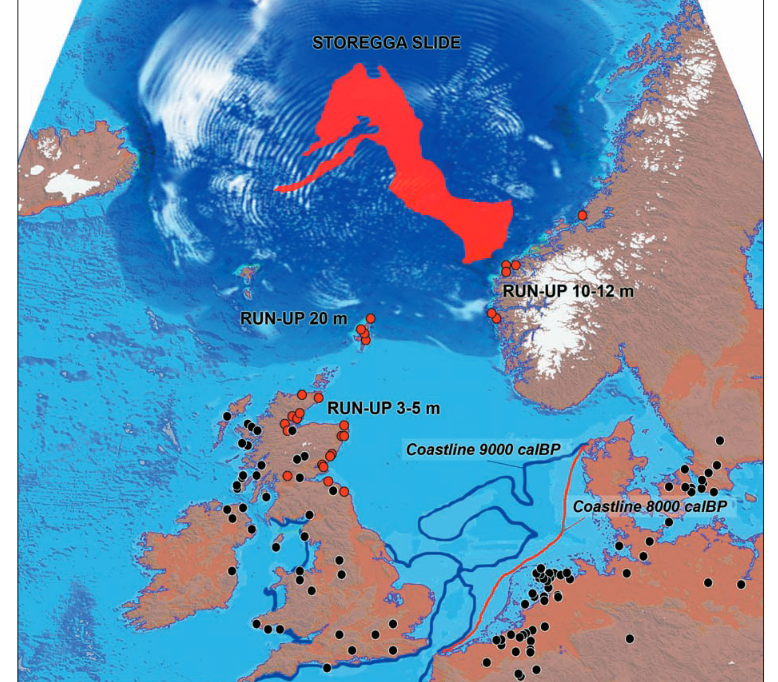 STOREGGA SLIDE
RUN-UP 10-12 m
RUN-UP 20 m
RUN-UP 3-5 m
Coastline 9000 calBP
Coastline 8000 calBP